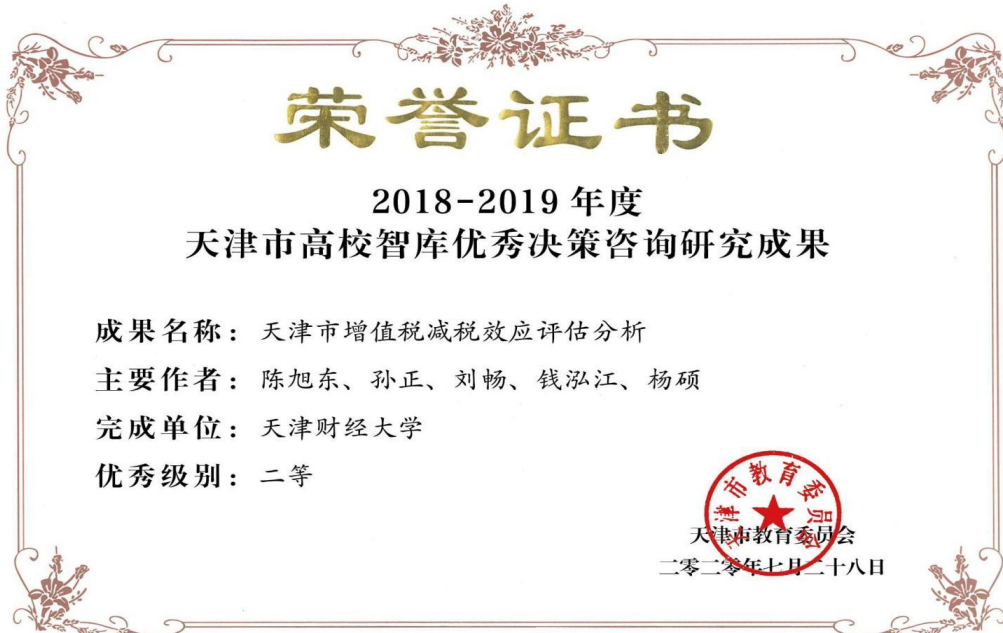 荣誉证书
2018-2019 年度
天津市高校智库优秀决策咨询研究成果
成果名称：天津市增值税减税效应评估分析
主要作者：陈旭东、孙正、刘畅、钱泓江、杨硕
完成单位：天津财经大学
优秀级别：二等
天津市教育委员会
天津市教育委员会
二零二零年七月二十八日